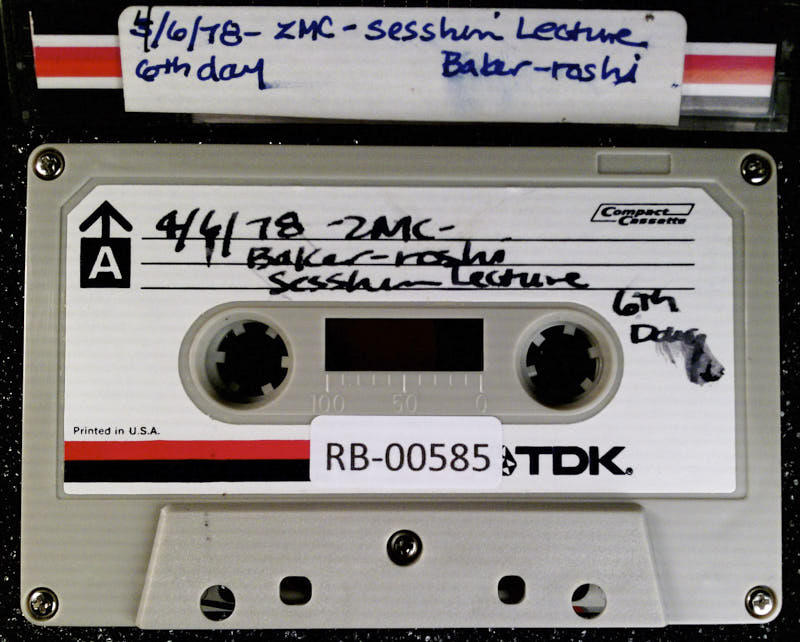 5/6/78- ZMC - Sesshin Lecture
6th day Baker-roshi
A
4/6/78 -ZMC-
Baker-roshi
Sesshin Lecture
Compact
Cassette
6th
Day
100 50 0
Printed in U.S.A.
RB-00585
TDK